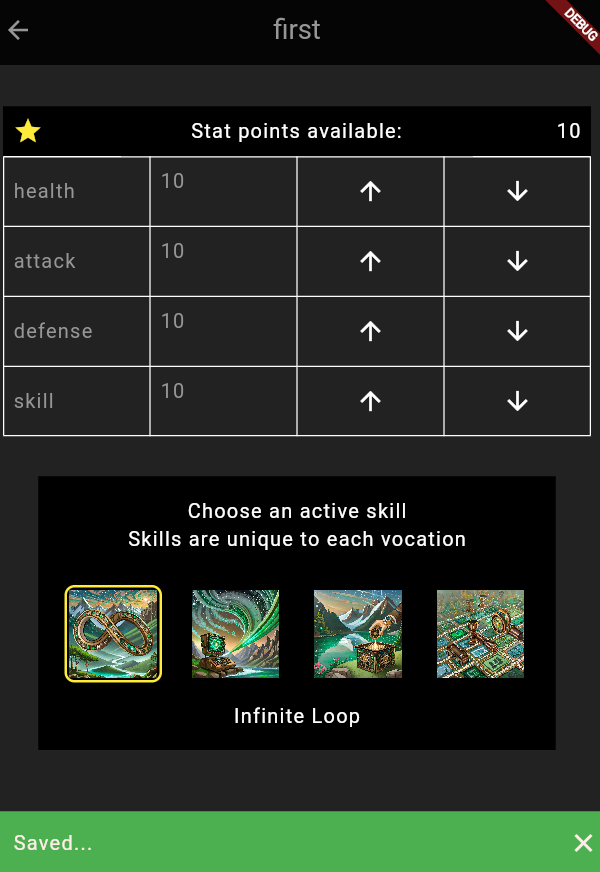 first
DEBUG
Stat points available: 10
health 10
attack 10
defense 10
skill 10
Choose an active skill
Skills are unique to each vocation
Infinite Loop
Saved...